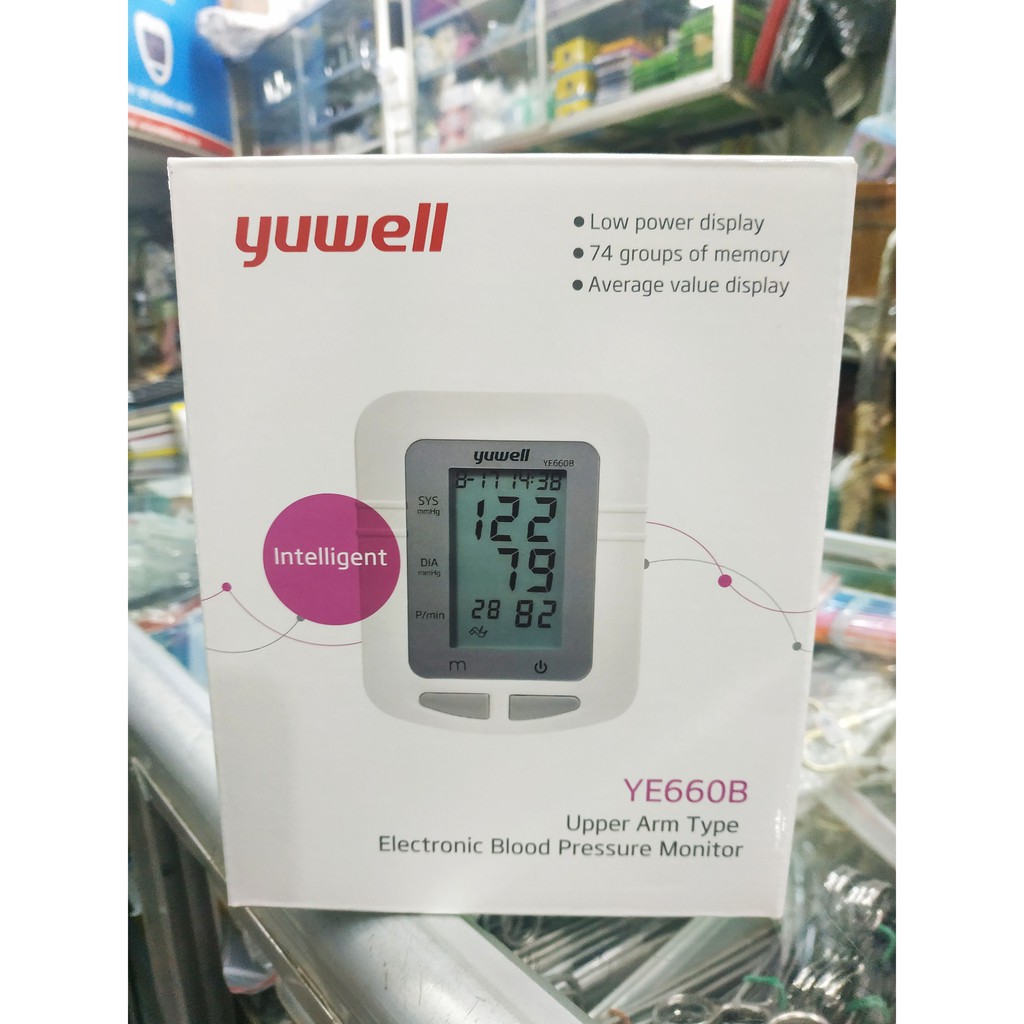 yuwell
• Low power display
• 74 groups of memory
• Average value display
yuwell
YE660B
8-17 14:38
SYS
mmHg
122
DIA
mmHg
79
P/min
28 82
m
Intelligent
YE660B
Upper Arm Type
Electronic Blood Pressure Monitor